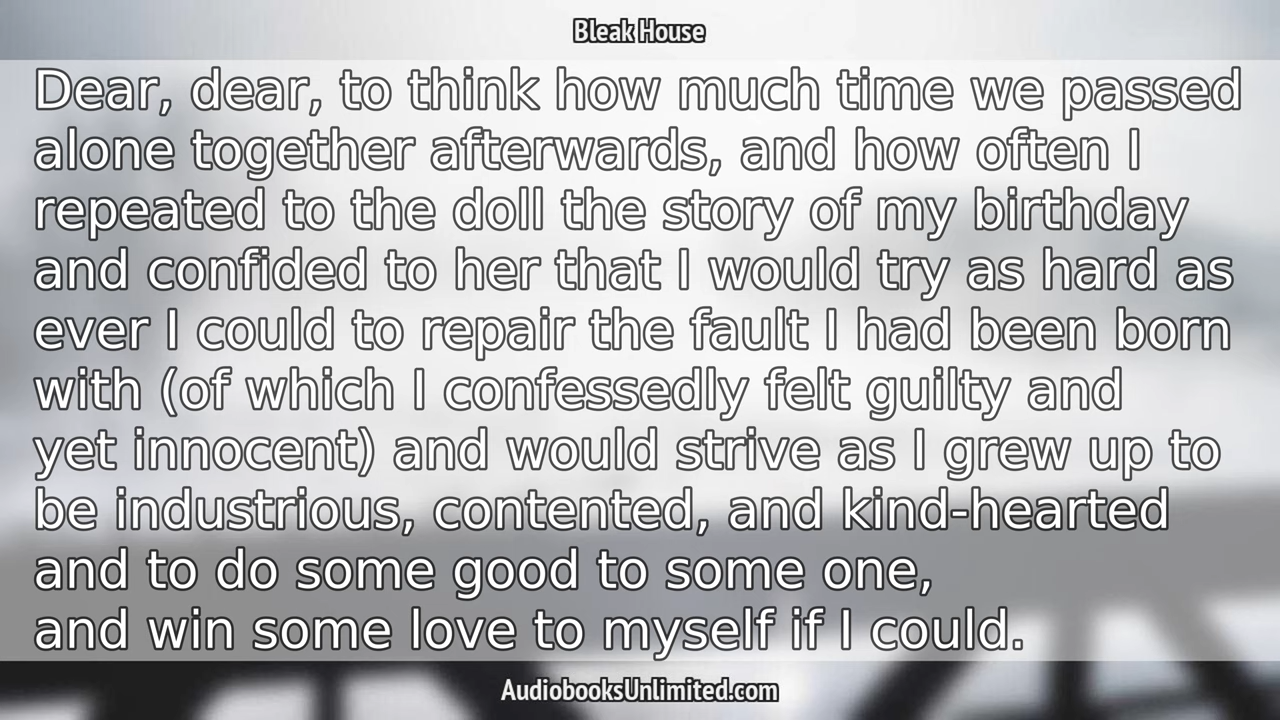 Bleak House
Dear, dear, to think how much time we passed
alone together afterwards, and how often I
repeated to the doll the story of my birthday
and confided to her that I would try as hard as
ever I could to repair the fault I had been born
with (of which I confessedly felt guilty and
yet innocent) and would strive as I grew up to
be industrious, contented, and kind-hearted
and to do some good to some one,
and win some love to myself if I could.
AudiobooksUnlimited.com